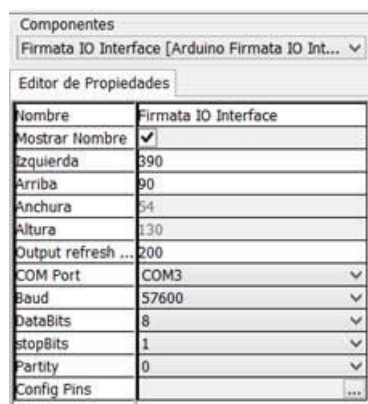 Componentes
Firmata IO Interface [Arduino Firmata IO Int...
Editor de Propiedades
Nombre Firmata IO Interface
Mostrar Nombre
Izquierda 390
Arriba 90
Anchura 54
Altura 130
Output refresh ... 200
COM Port COM3
Baud 57600
DataBits 8
stopBits 1
Partity 0
Config Pins ...